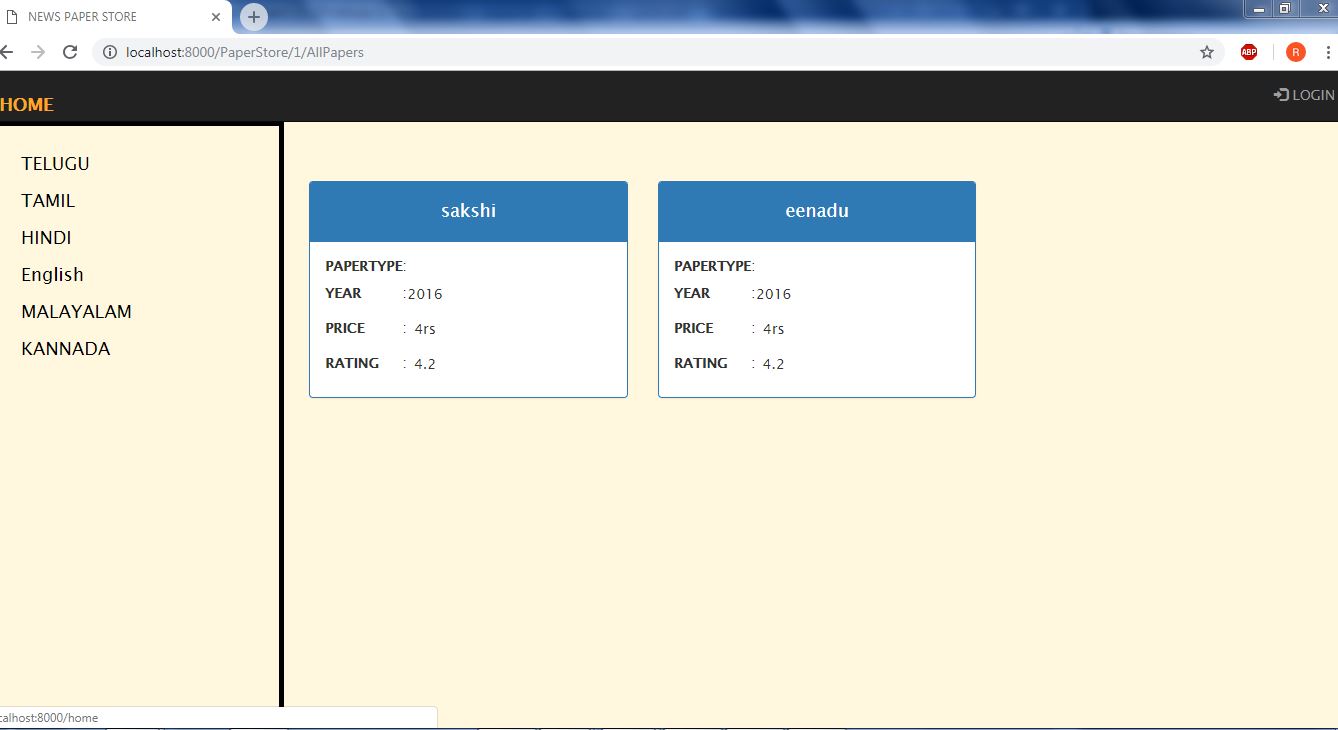 NEWS PAPER STORE
localhost:8000/PaperStore/1/AllPapers
ABP
R
HOME
LOGIN
TELUGU
TAMIL
HINDI
English
MALAYALAM
KANNADA
sakshi
PAPERTYPE:
YEAR :2016
PRICE : 4rs
RATING : 4.2
eenadu
PAPERTYPE:
YEAR :2016
PRICE : 4rs
RATING : 4.2
calhost:8000/home